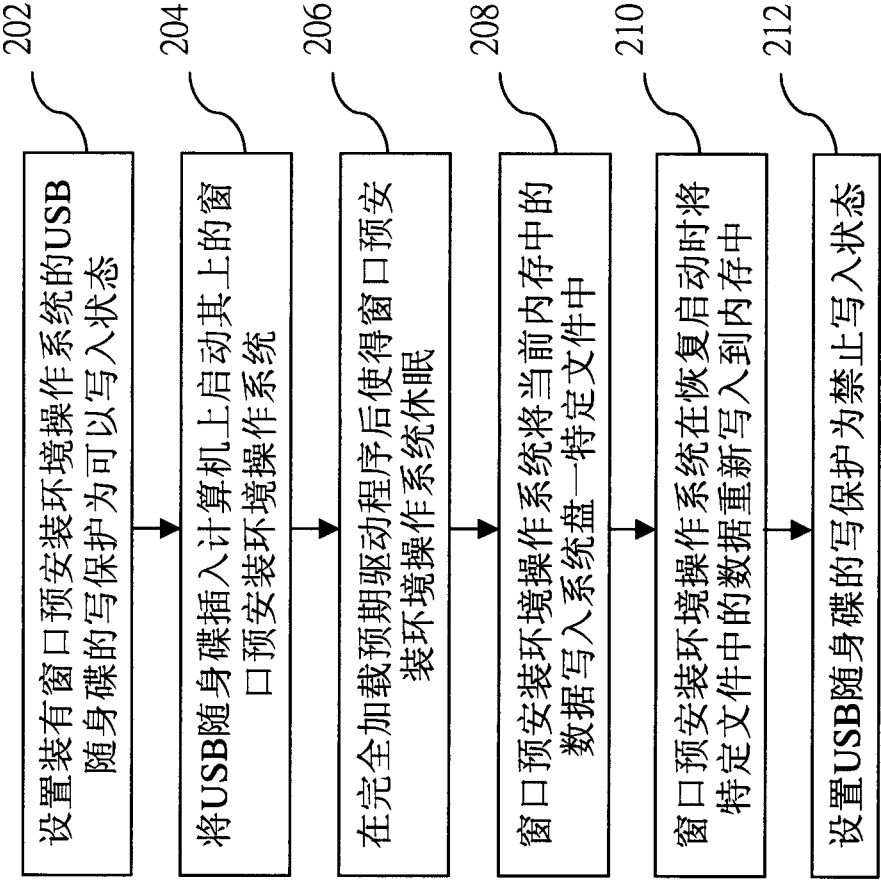 202
设置装有窗口预安装环境操作系统的USB
随身碟的写保护为可以写入状态
204
将USB随身碟插入计算机上启动其上的窗
口预安装环境操作系统
206
在完全加载预期驱动程序后使得窗口预安
装环境操作系统休眠
208
窗口预安装环境操作系统将当前内存中的
数据写入系统盘一特定文件中
210
窗口预安装环境操作系统在恢复启动时将
特定文件中的数据重新写入到内存中
212
设置USB随身碟的写保护为禁止写入状态